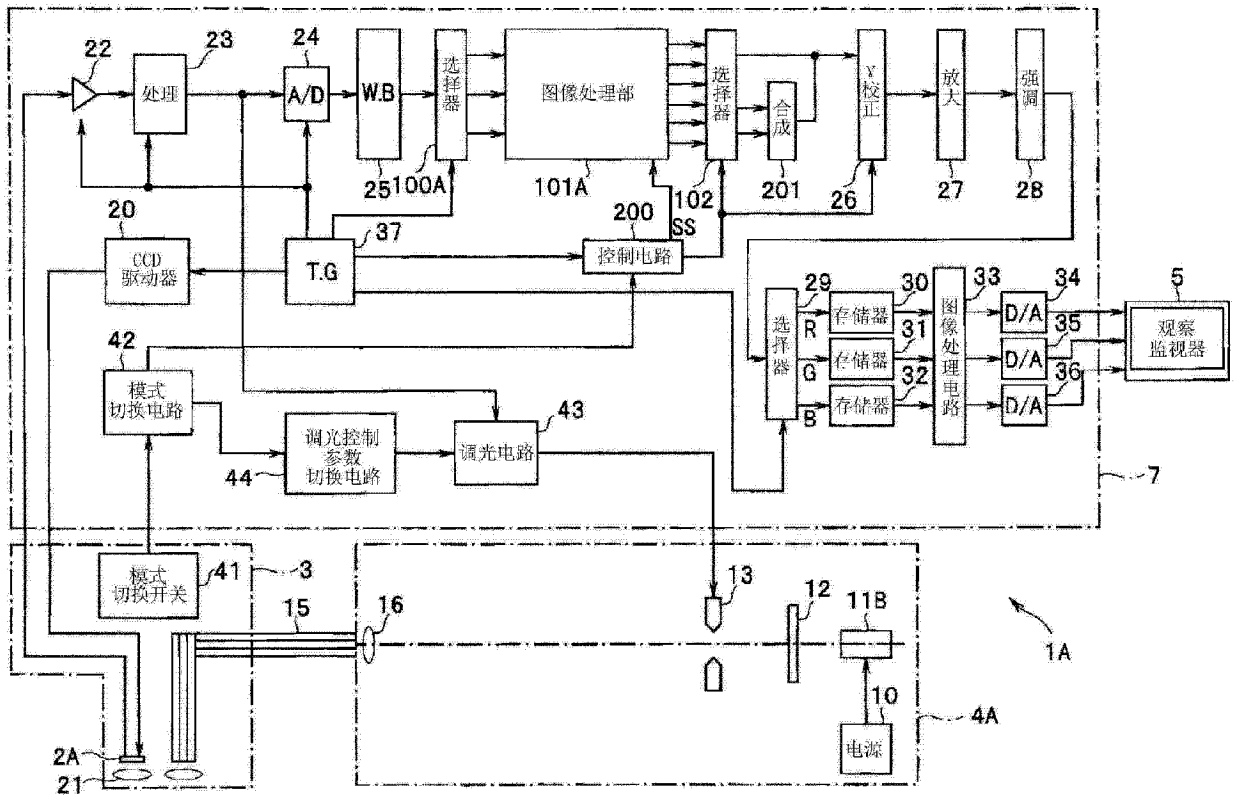 22
23
处理
24
A/D
W.B
25
选择器
100A
图像处理部
101A
选择器
102
合成
201
γ校正
26
放大
27
强调
28
20
CCD
驱动器
37
T.G
200
SS
控制电路
42
模式
切换电路
29
选择器
R
G
B
30
存储器
31
存储器
32
存储器
33
图像处理电路
34
D/A
35
D/A
36
D/A
5
观察
监视器
调光控制
参数
切换电路
44
43
调光电路
7
模式
切换开关
41
3
15
16
13
12
11B
10
电源
4A
1A
2A
21